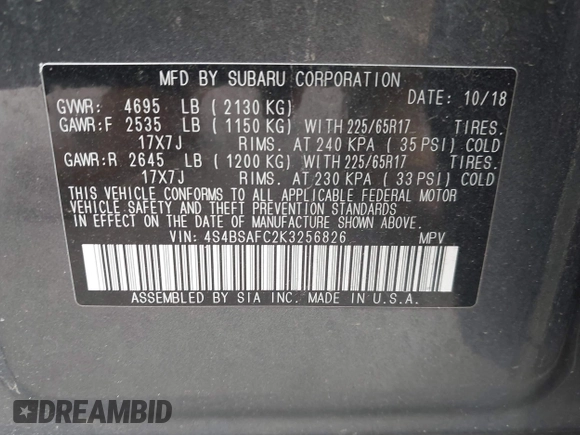 MFD BY SUBARU CORPORATION
DATE: 10/18
GVWR: 4695 LB (2130 KG)
GAWR:F 2535 LB (1150 KG) WITH 225/65R17 TIRES.
17X7J RIMS. AT 240 KPA (35 PSI) COLD
GAWR:R 2645 LB (1200 KG) WITH 225/65R17 TIRES.
17X7J RIMS. AT 230 KPA (33 PSI) COLD
THIS VEHICLE CONFORMS TO ALL APPLICABLE FEDERAL MOTOR
VEHICLE SAFETY AND THEFT PREVENTION STANDARDS IN EFFECT
ON THE DATE OF MANUFACTURE SHOWN ABOVE.
VIN: 4S4BSAFC2K3256826 MPV
ASSEMBLED BY SIA INC. MADE IN U.S.A.
DREAMBID